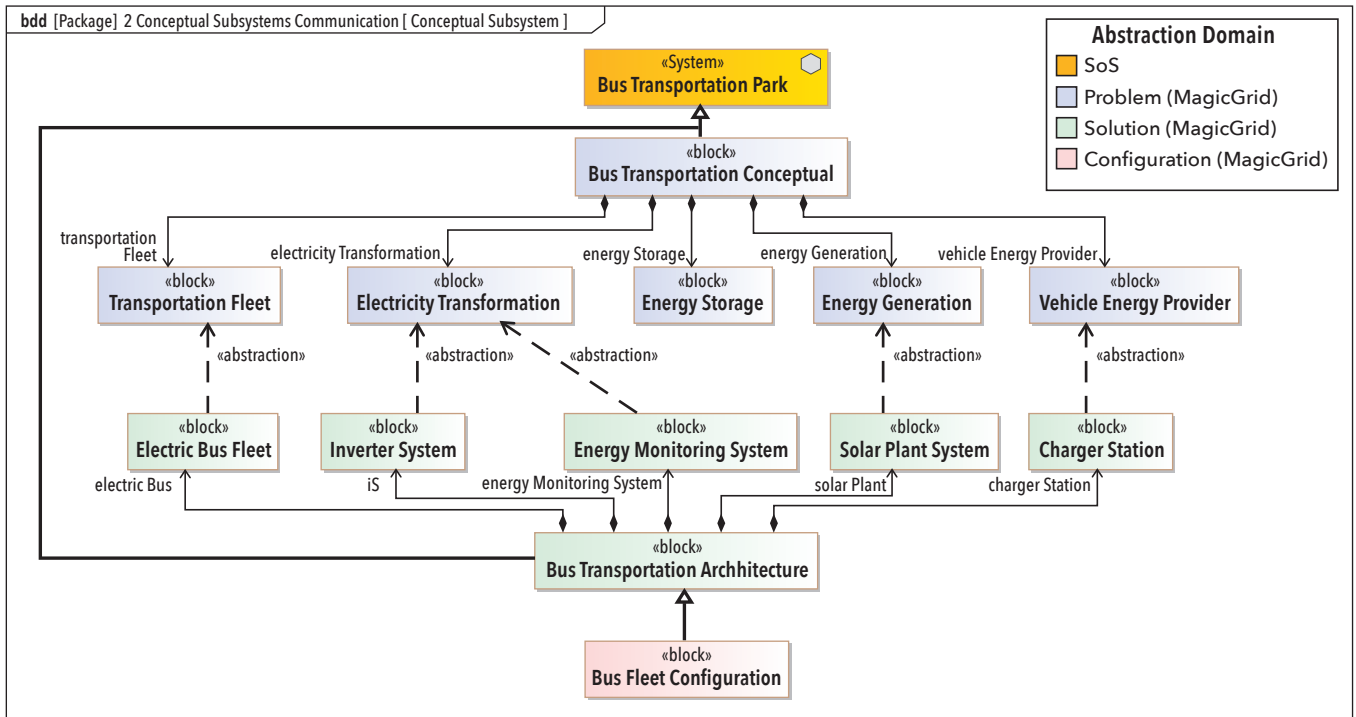 bdd [Package] 2 Conceptual Subsystems Communication [ Conceptual Subsystem ]
Abstraction Domain
SoS
Problem (MagicGrid)
Solution (MagicGrid)
Configuration (MagicGrid)
«System»
Bus Transportation Park
«block»
Bus Transportation Conceptual
transportation
Fleet
electricity Transformation
energy Storage
energy Generation
vehicle Energy Provider
«block»
Transportation Fleet
«block»
Electricity Transformation
«block»
Energy Storage
«block»
Energy Generation
«block»
Vehicle Energy Provider
«abstraction»
«abstraction»
«abstraction»
«abstraction»
«abstraction»
«block»
Electric Bus Fleet
«block»
Inverter System
«block»
Energy Monitoring System
«block»
Solar Plant System
«block»
Charger Station
electric Bus
iS
energy Monitoring System
solar Plant
charger Station
«block»
Bus Transportation Archhitecture
«block»
Bus Fleet Configuration